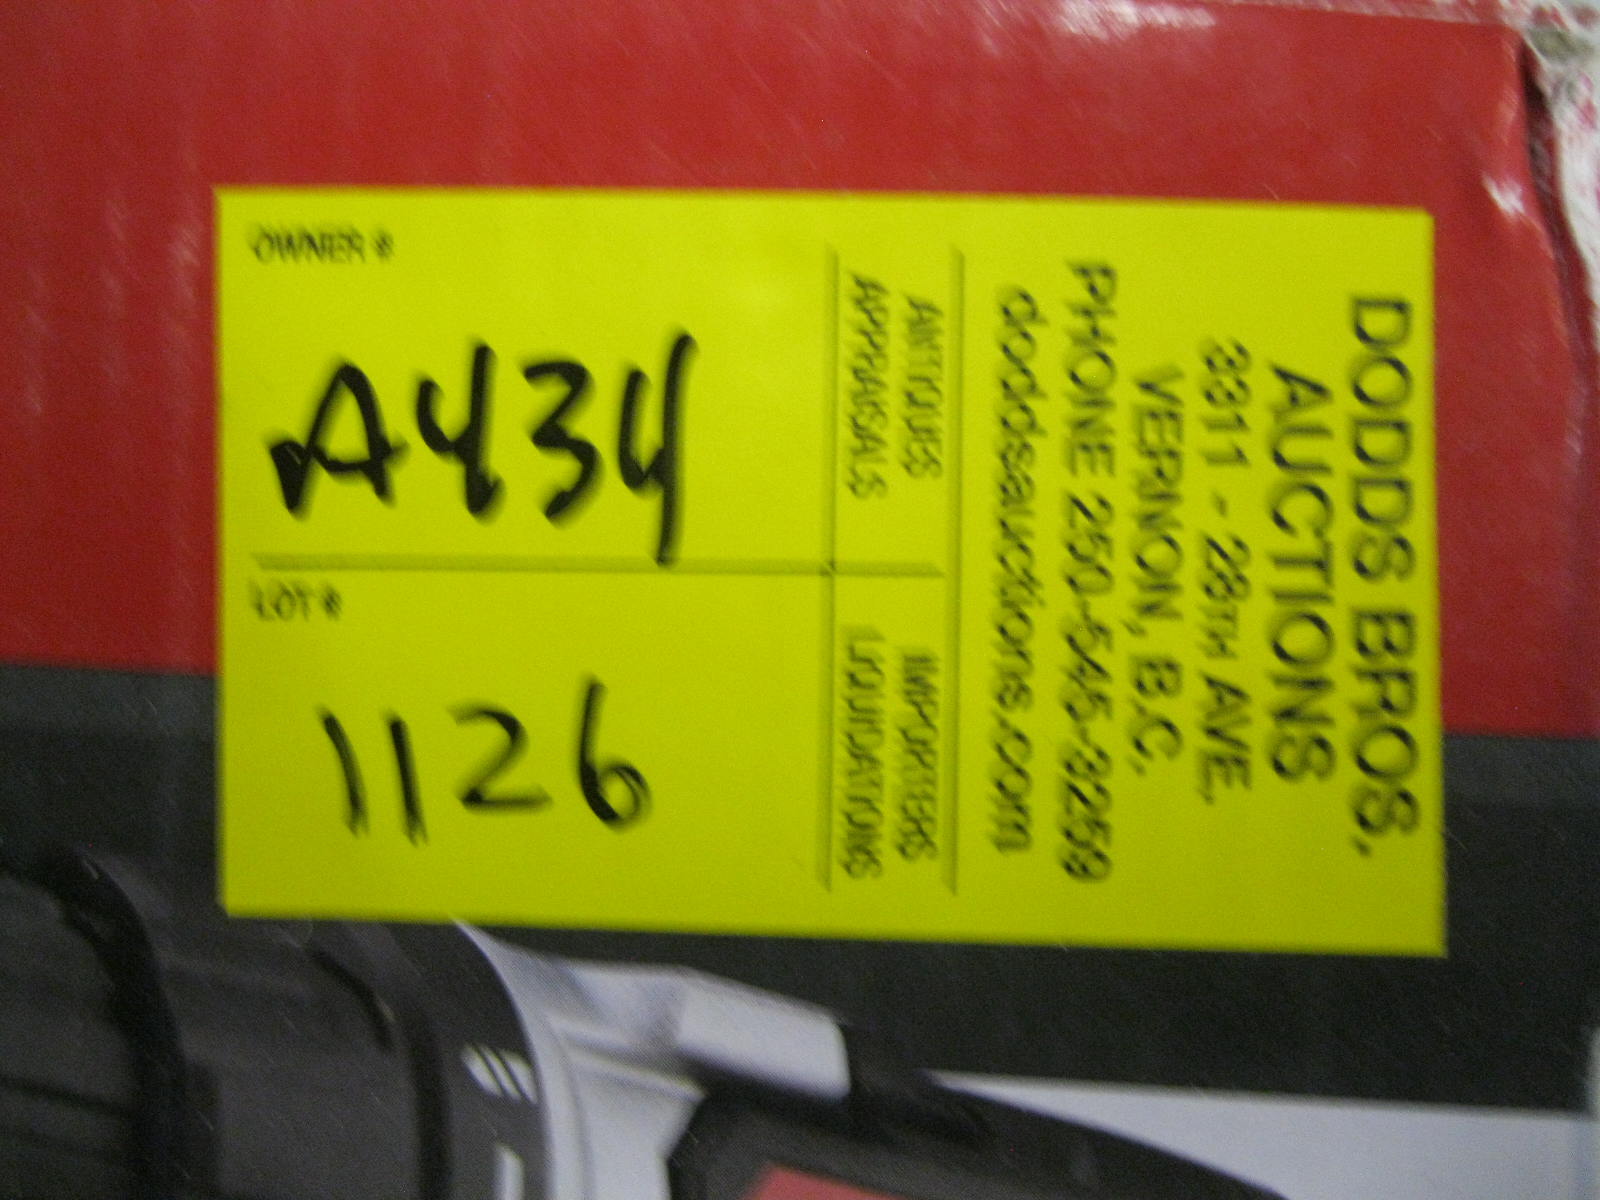 OWNER #
A434
LOT #
1126
DODDS BROS.
AUCTIONS
3311 - 28TH AVE.
VERNON, B.C.
PHONE 250-545-3259
doddsauctions.com
ANTIQUES
APPRAISALS
IMPORTERS
LIQUIDATIONS